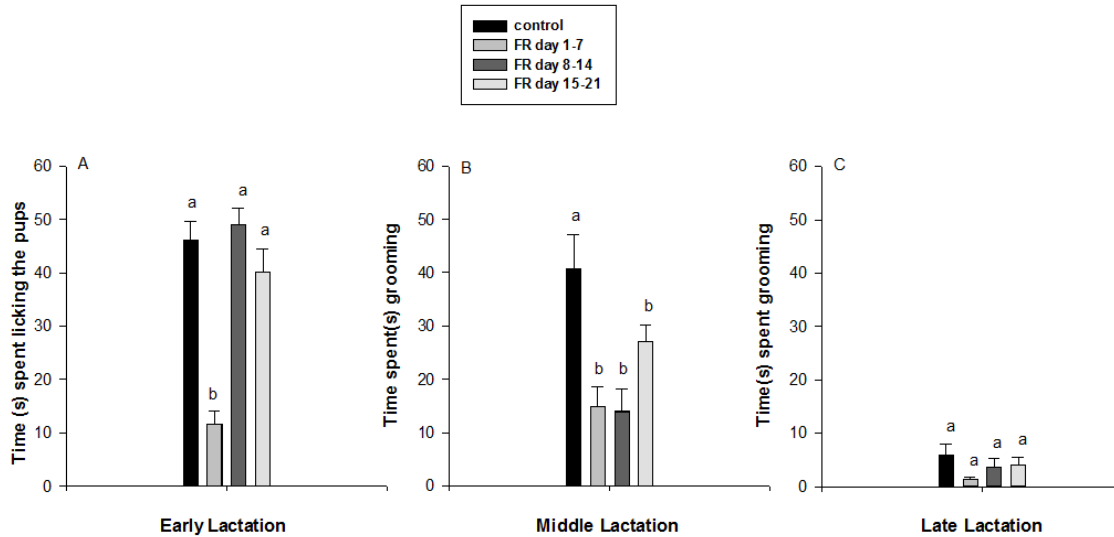 control
FR day 1-7
FR day 8-14
FR day 15-21
A
60
50
40
30
20
10
0
Time (s) spent licking the pups
a
b
a
a
Early Lactation
B
60
50
40
30
20
10
0
Time spent(s) grooming
a
b
b
b
Middle Lactation
C
60
50
40
30
20
10
0
Time(s) spent grooming
a
a
a
a
Late Lactation